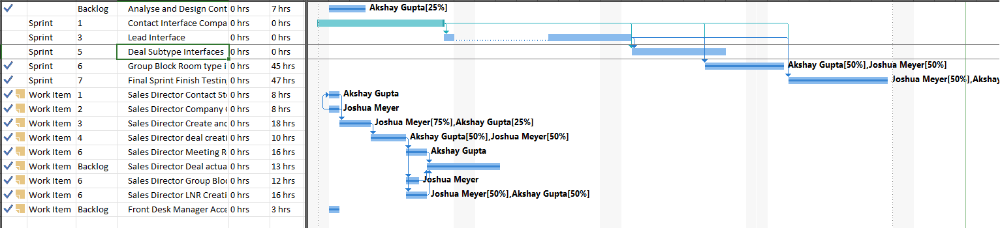 Backlog Analyse and Design Cont 0 hrs 7 hrs Akshay Gupta[25%]
Sprint 1 Contact Interface Compa 0 hrs 0 hrs
Sprint 3 Lead Interface 0 hrs 0 hrs
Sprint 5 Deal Subtype Interfaces 0 hrs 0 hrs
Sprint 6 Group Block Room type i 0 hrs 45 hrs Akshay Gupta[50%],Joshua Meyer[50%]
Sprint 7 Final Sprint Finish Testin 0 hrs 47 hrs Joshua Meyer[50%],Aksha
Work Item 1 Sales Director Contact St 0 hrs 8 hrs Akshay Gupta
Work Item 2 Sales Director Company 0 hrs 8 hrs Joshua Meyer
Work Item 3 Sales Director Create and 0 hrs 18 hrs Joshua Meyer[75%],Akshay Gupta[25%]
Work Item 4 Sales Director deal creati 0 hrs 10 hrs Akshay Gupta[50%],Joshua Meyer[50%]
Work Item 6 Sales Director Meeting R 0 hrs 16 hrs Akshay Gupta
Work Item Backlog Sales Director Deal actua 0 hrs 13 hrs
Work Item 6 Sales Director Group Bloc 0 hrs 12 hrs Joshua Meyer
Work Item 6 Sales Director LNR Creati 0 hrs 16 hrs Joshua Meyer[50%],Akshay Gupta[50%]
Work Item Backlog Front Desk Manager Acce 0 hrs 3 hrs